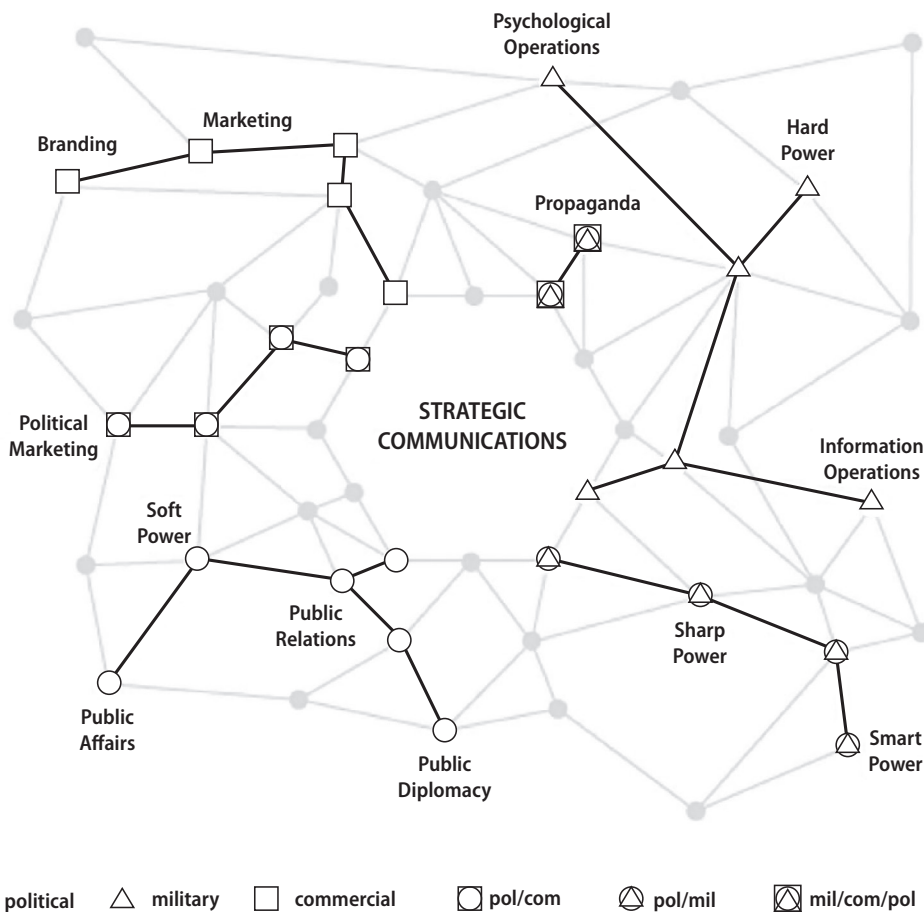 Psychological
Operations
Marketing
Hard
Power
Branding
Propaganda
STRATEGIC
COMMUNICATIONS
Political
Marketing
Information
Operations
Soft
Power
Public
Relations
Sharp
Power
Public
Affairs
Smart
Power
Public
Diplomacy
political military commercial pol/com pol/mil mil/com/pol